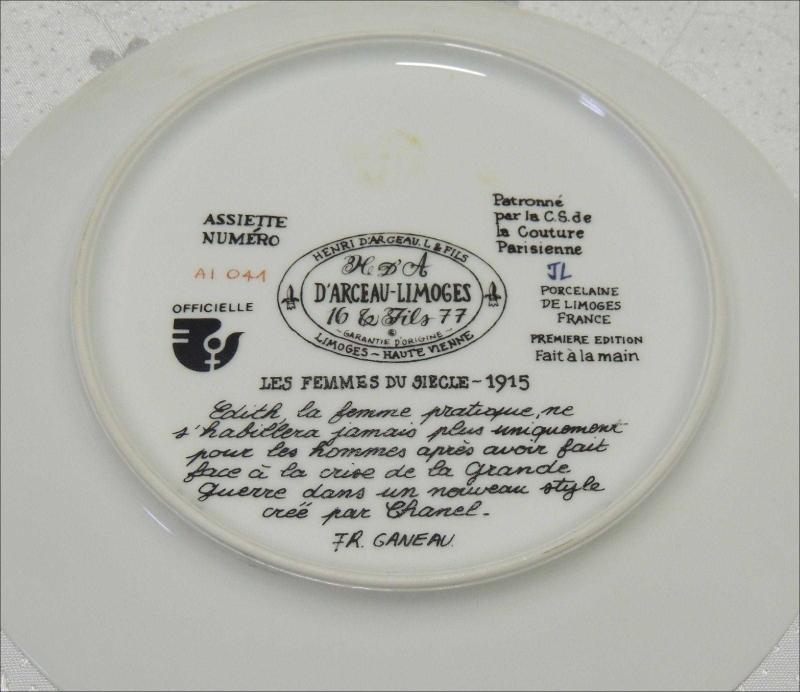 ASSIETTE
NUMÉRO
AI 041
OFFICIELLE
HENRI D'ARCEAU. L & FILS
H D'A
D'ARCEAU-LIMOGES
16 & Fils 77
©
-GARANTIE D'ORIGINE-
LIMOGES - HAUTE VIENNE
Patronné
par la C.S. de
la Couture
Parisienne
JL
PORCELAINE
DE LIMOGES
FRANCE
PREMIERE EDITION
Fait à la main
LES FEMMES DU SIECLE - 1915
Edith, la femme pratique, ne
s'habillera jamais plus uniquement
pour les hommes après avoir fait
face à la crise de la Grande
Guerre dans un nouveau style
créé par Chanel.
FR. GANEAU.